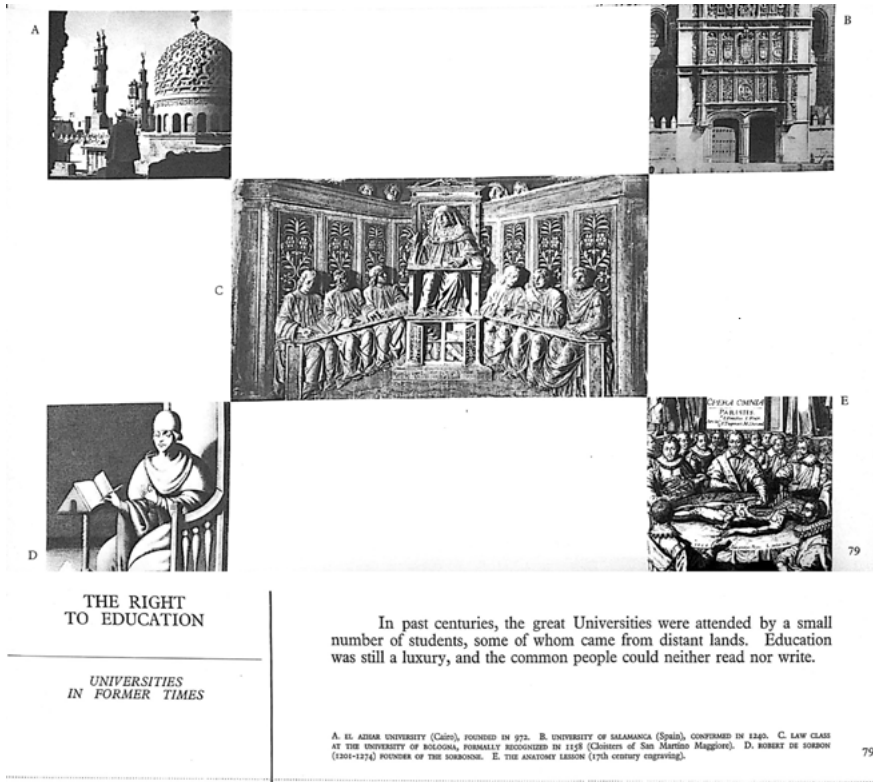 A
B
C
D
E
OPERA OMNIA
79
THE RIGHT
TO EDUCATION
UNIVERSITIES
IN FORMER TIMES
In past centuries, the great Universities were attended by a small
number of students, some of whom came from distant lands. Education
was still a luxury, and the common people could neither read nor write.
A. EL AZHAR UNIVERSITY (Cairo), FOUNDED IN 972. B. UNIVERSITY OF SALAMANCA (Spain), CONFIRMED IN 1240. C. LAW CLASS
AT THE UNIVERSITY OF BOLOGNA, FORMALLY RECOGNIZED IN 1158 (Cloisters of San Martino Maggiore). D. ROBERT DE SORBON
(1201-1274) FOUNDER OF THE SORBONNE. E. THE ANATOMY LESSON (17th century engraving).
79